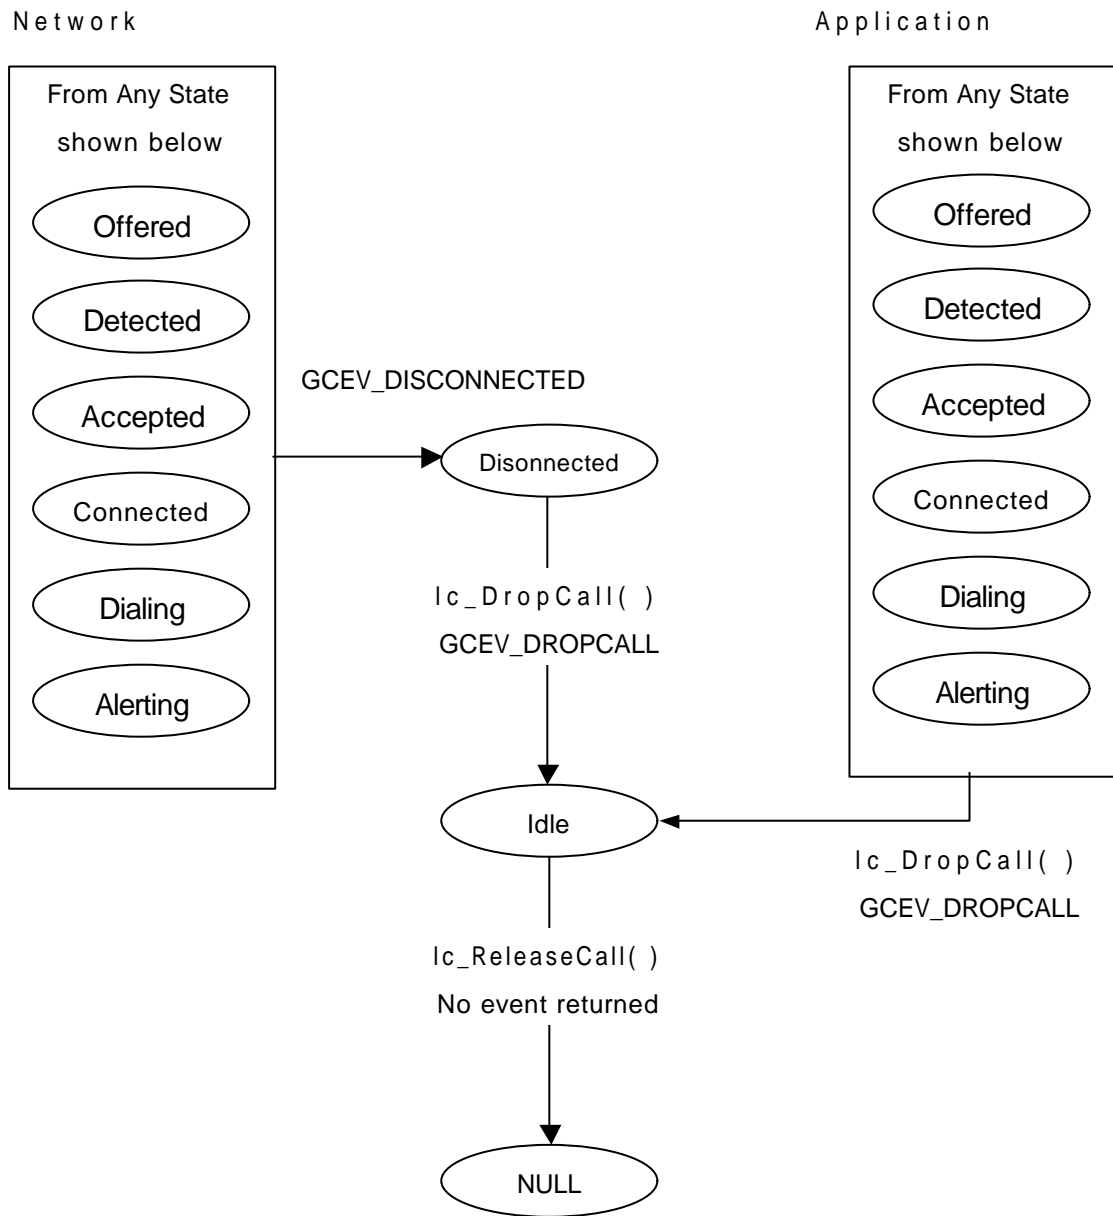 Network
From Any State
shown below
Offered
Detected
Accepted
Connected
Dialing
Alerting
GCEV_DISCONNECTED
Disonnected
lc_DropCall( )
GCEV_DROPCALL
Idle
lc_ReleaseCall( )
No event returned
NULL
Application
From Any State
shown below
Offered
Detected
Accepted
Connected
Dialing
Alerting
lc_DropCall( )
GCEV_DROPCALL